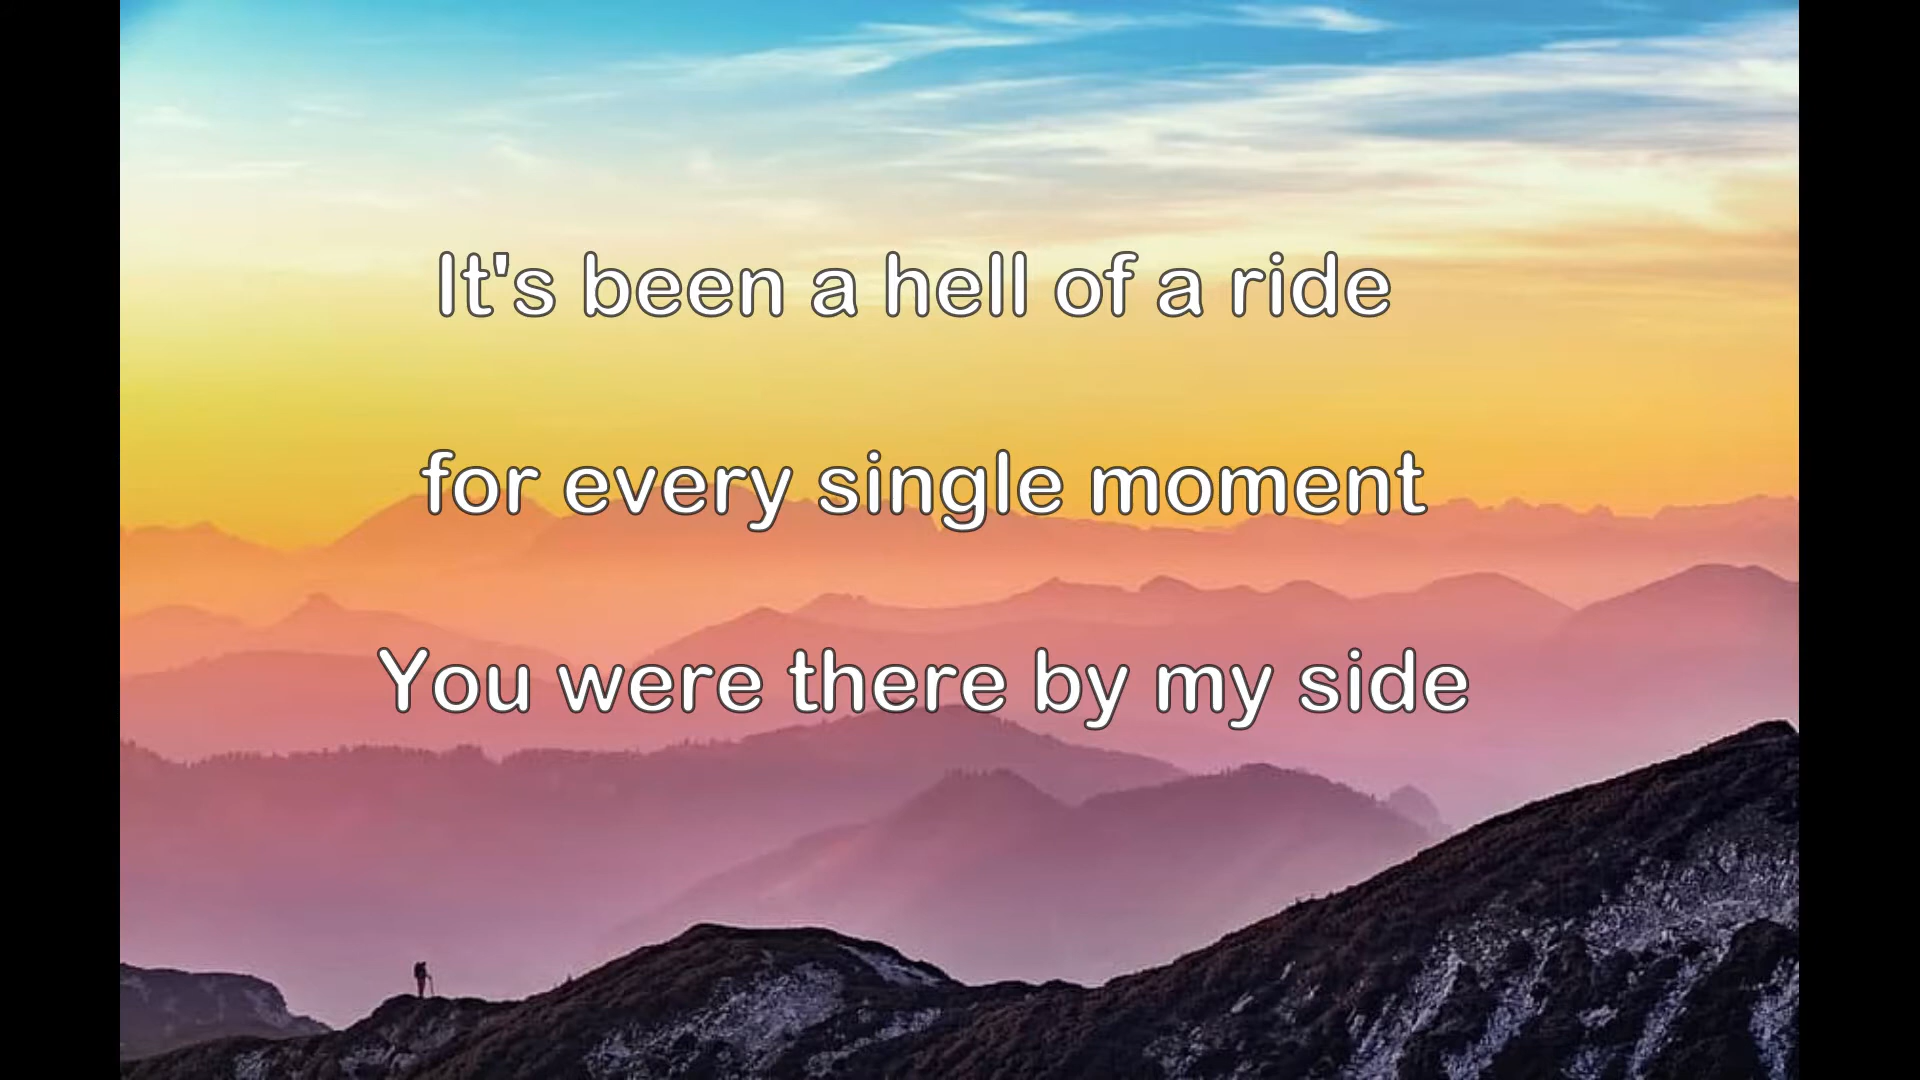 It's been a hell of a ride
for every single moment
You were there by my side